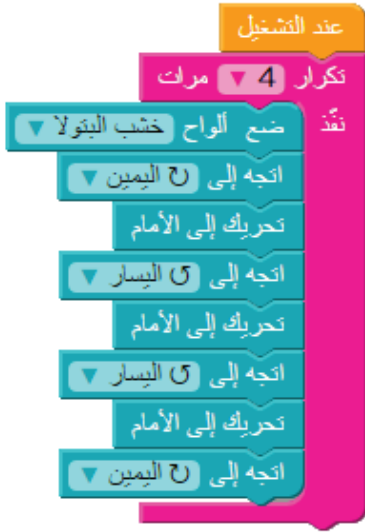 عند التشغيل
تكرار 4 ▼ مرات
نفّذ ضع ألواح خشب البتولا ▼
اتجه إلى ↻ اليمين ▼
تحريك إلى الأمام
اتجه إلى ↺ اليسار ▼
تحريك إلى الأمام
اتجه إلى ↺ اليسار ▼
تحريك إلى الأمام
اتجه إلى ↻ اليمين ▼